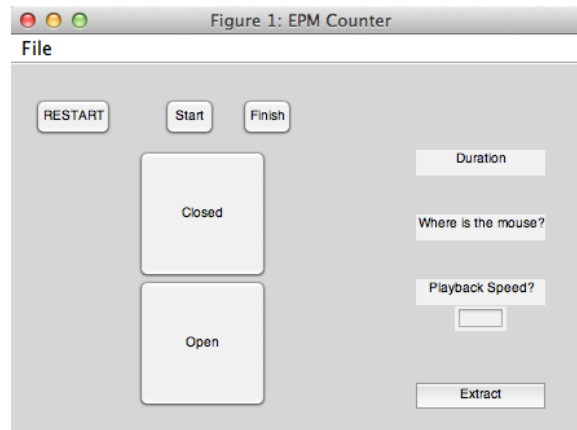 Figure 1: EPM Counter
File
RESTART
Start
Finish
Duration
Closed
Where is the mouse?
Playback Speed?
Open
Extract